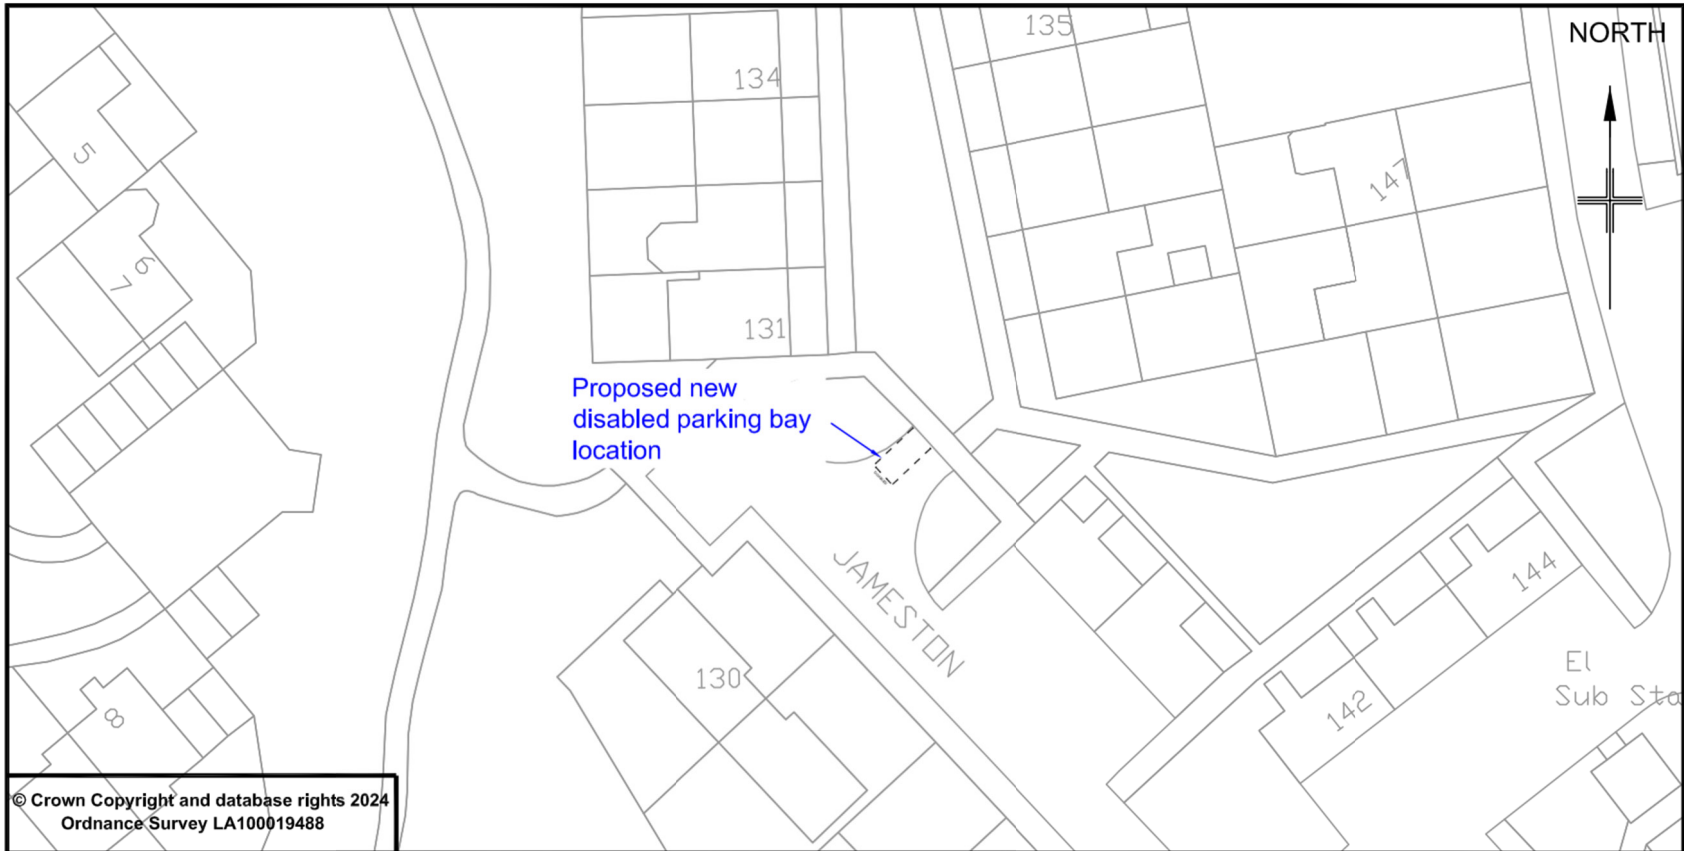 135
NORTH
134
5
147
6
7
131
Proposed new
disabled parking bay
location
JAMESTON
144
130
El
Sub Sta
142
8
© Crown Copyright and database rights 2024
Ordnance Survey LA100019488